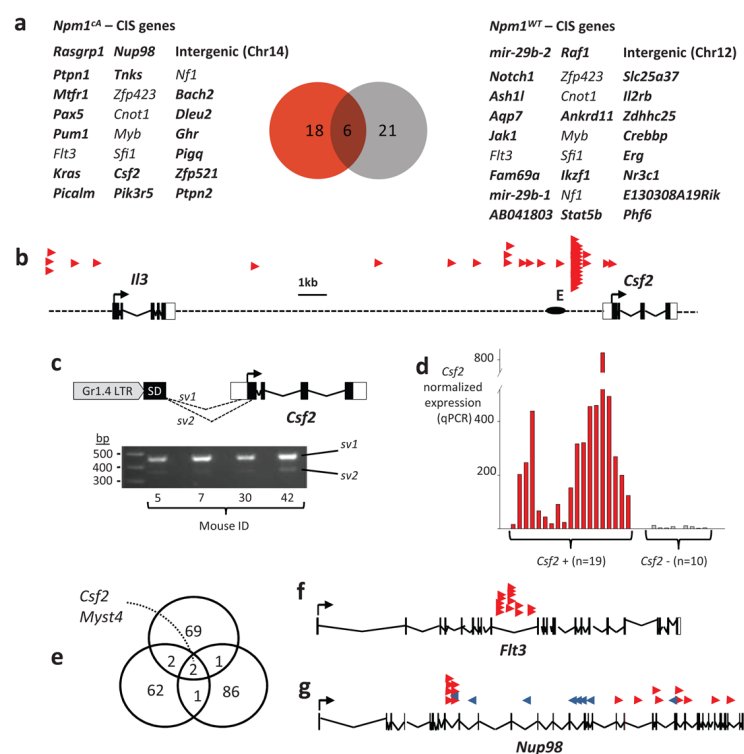 a
Npm1cA – CIS genes
Rasgrp1 Nup98 Intergenic (Chr14)
Ptpn1 Tnks Nf1
Mtfr1 Zfp423 Bach2
Pax5 Cnot1 Dleu2
Pum1 Myb Ghr
Flt3 Sfi1 Pigq
Kras Csf2 Zfp521
Picalm Pik3r5 Ptpn2
18 6 21
Npm1WT – CIS genes
mir-29b-2 Raf1 Intergenic (Chr12)
Notch1 Zfp423 Slc25a37
Ash1l Cnot1 Il2rb
Aqp7 Ankrd11 Zdhhc25
Jak1 Myb Crebbp
Flt3 Sfi1 Erg
Fam69a Ikzf1 Nr3c1
mir-29b-1 Nf1 E130308A19Rik
AB041803 Stat5b Phf6
b
Il3
1kb
E
Csf2
c
Gr1.4 LTR SD
sv1
sv2
Csf2
bp
500
400
300
sv1
sv2
5 7 30 42
Mouse ID
d
Csf2
normalized
expression
(qPCR)
800
400
200
Csf2 + (n=19)
Csf2 - (n=10)
e
Csf2
Myst4
69
2 2 1
62 1 86
f
Flt3
g
Nup98